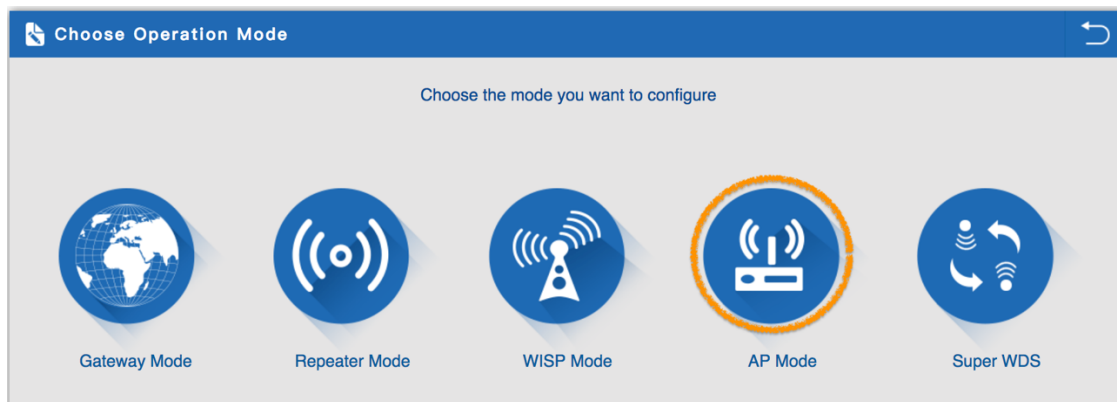 Choose Operation Mode
Choose the mode you want to configure
Gateway Mode
Repeater Mode
WISP Mode
AP Mode
Super WDS